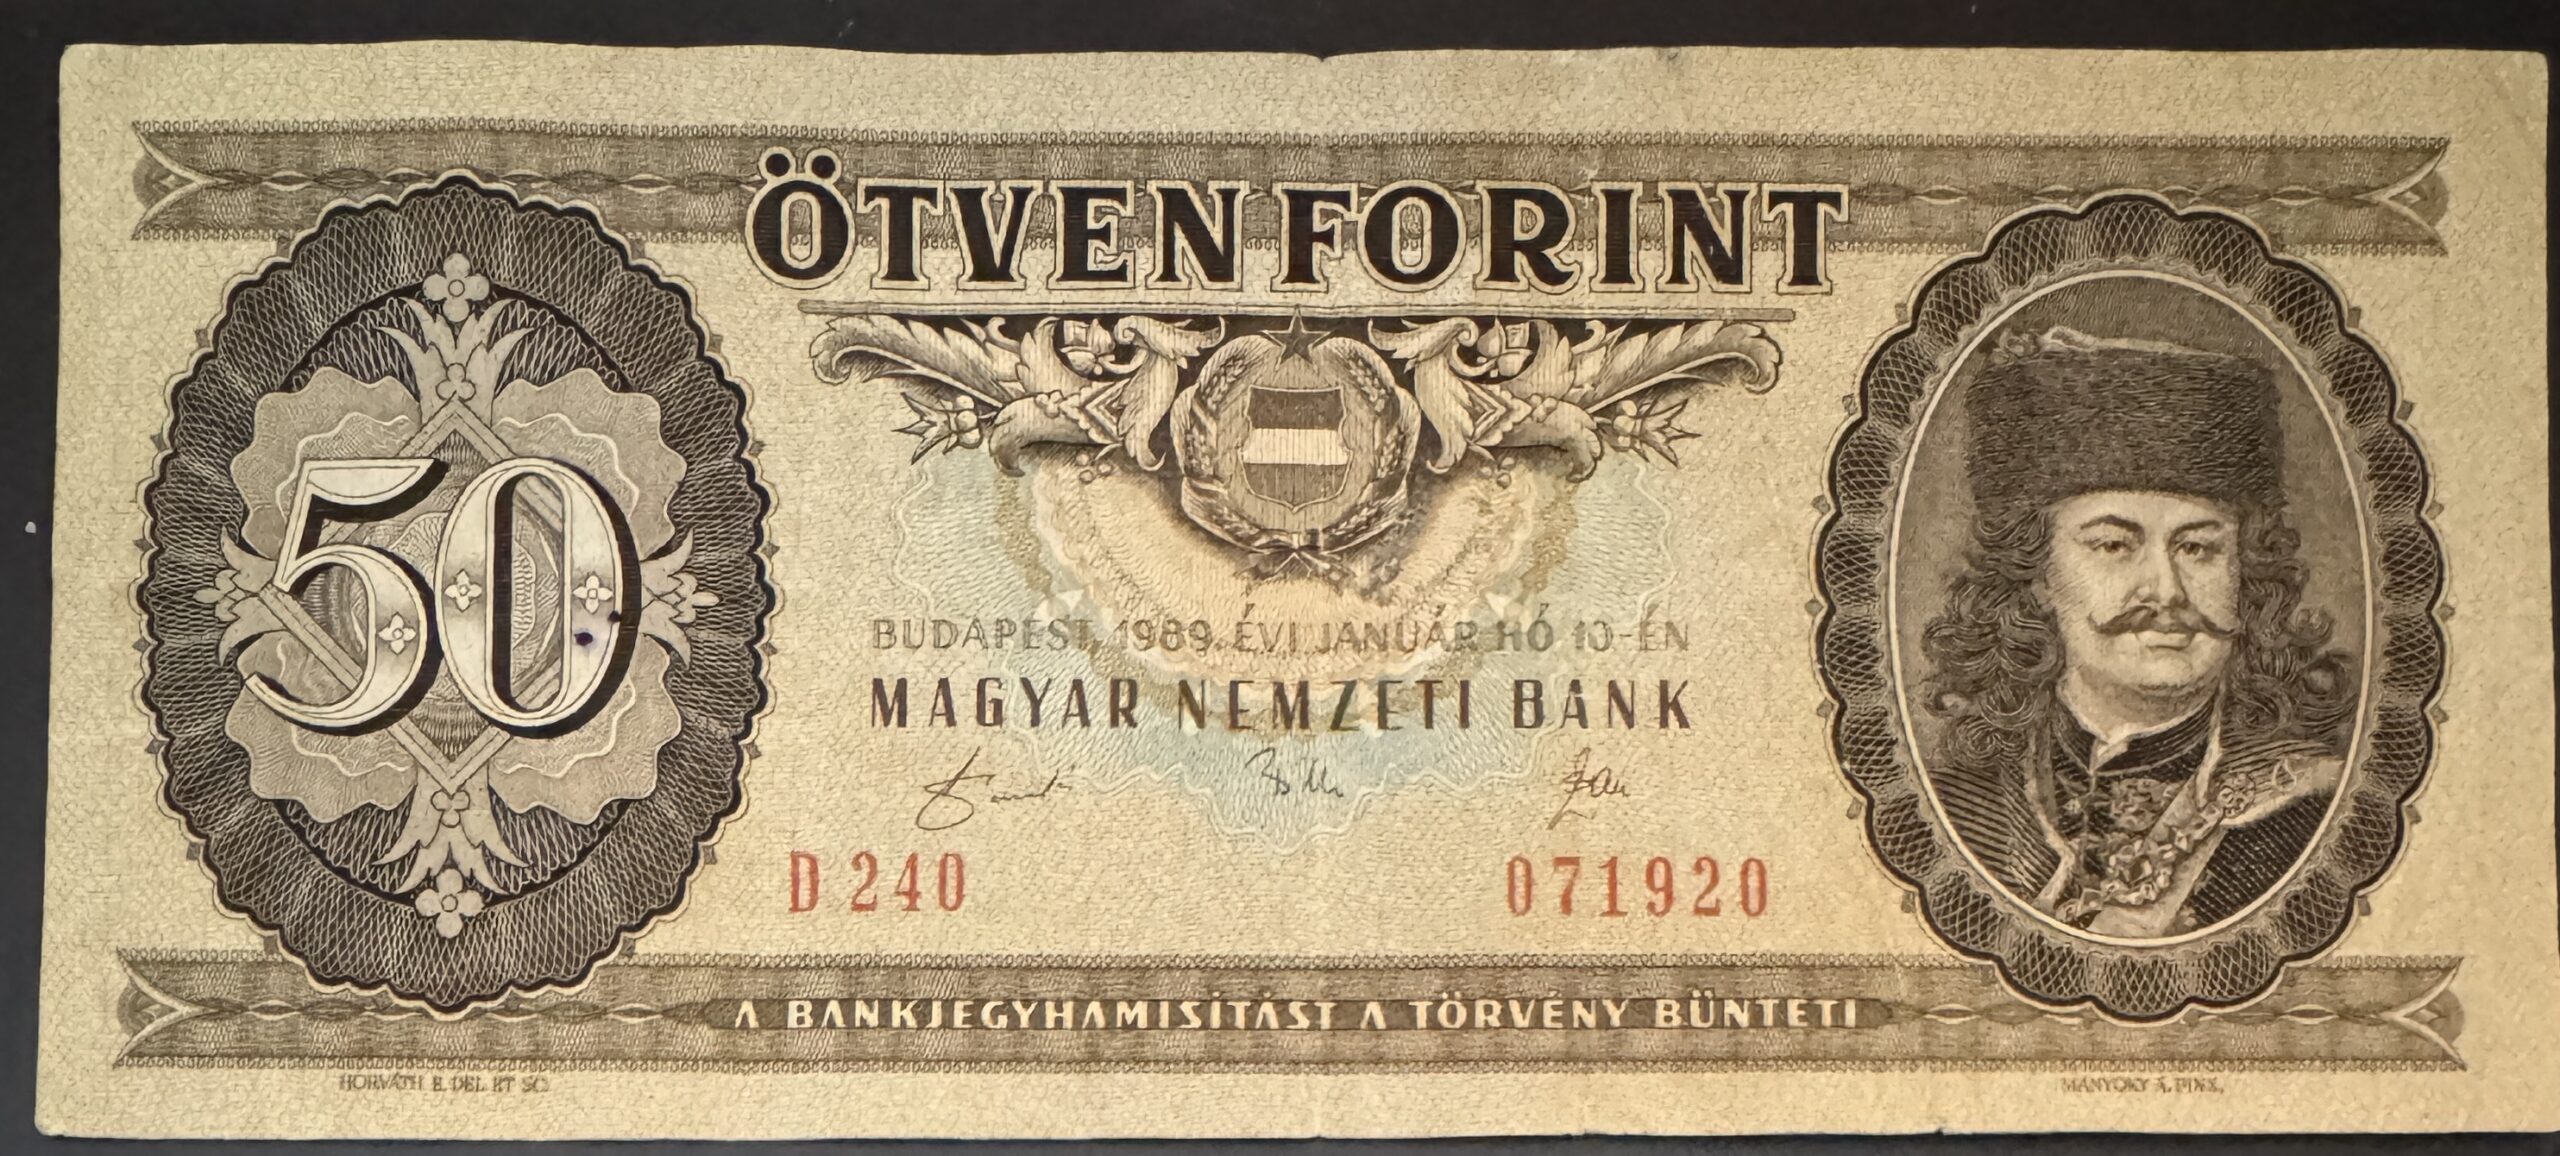 ÖTVEN FORINT
50
BUDAPEST, 1989. ÉVI JANUÁR HÓ 10-ÉN
MAGYAR NEMZETI BANK
D 240 071920
A BANKJEGYHAMISÍTÁST A TÖRVÉNY BÜNTETI
HORVÁTH E. DEL. ET SC. MÁNYOKY Á. PINX.